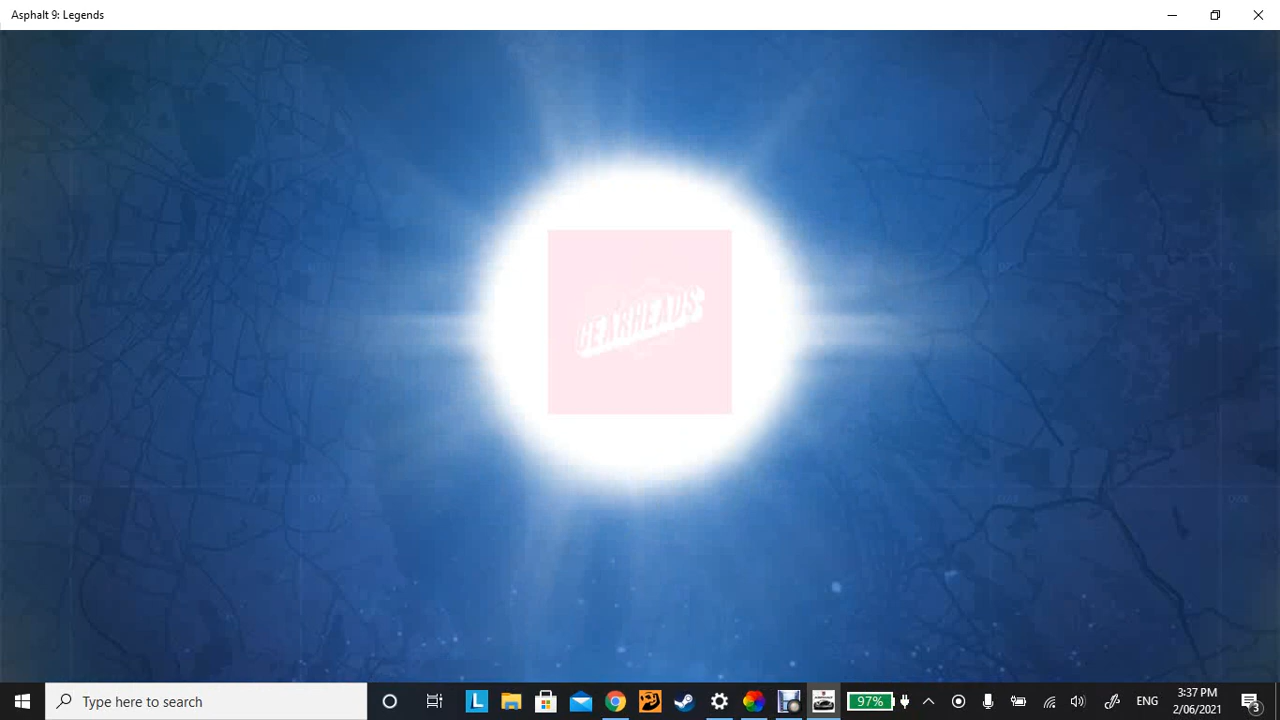 Asphalt 9: Legends
GEARHEADS
Type here to search
L
97%
ENG
3:37 PM
2/06/2021
3